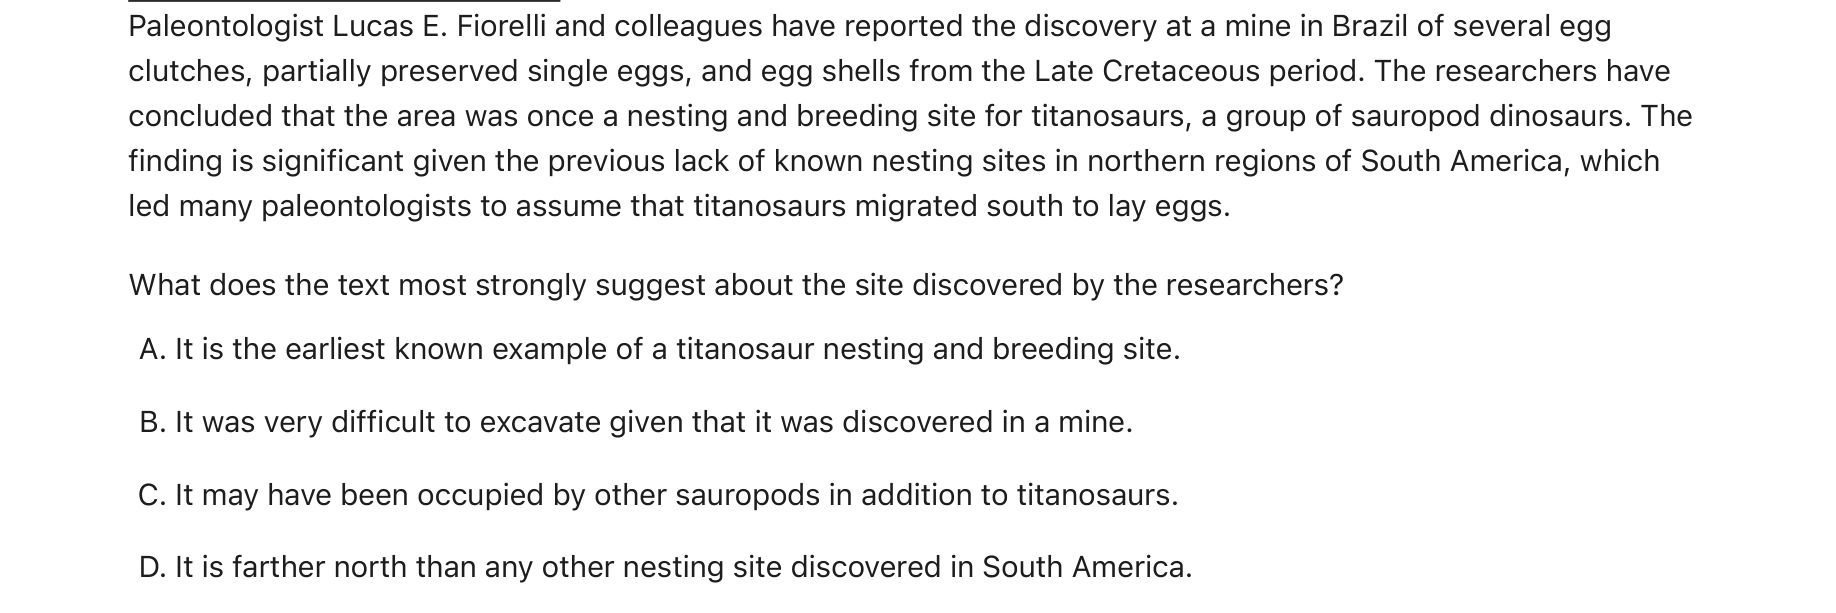 Paleontologist Lucas E. Fiorelli and colleagues have reported the discovery at a mine in Brazil of several egg
clutches, partially preserved single eggs, and egg shells from the Late Cretaceous period. The researchers have
concluded that the area was once a nesting and breeding site for titanosaurs, a group of sauropod dinosaurs. The
finding is significant given the previous lack of known nesting sites in northern regions of South America, which
led many paleontologists to assume that titanosaurs migrated south to lay eggs.
What does the text most strongly suggest about the site discovered by the researchers?
A. It is the earliest known example of a titanosaur nesting and breeding site.
B. It was very difficult to excavate given that it was discovered in a mine.
C. It may have been occupied by other sauropods in addition to titanosaurs.
D. It is farther north than any other nesting site discovered in South America.